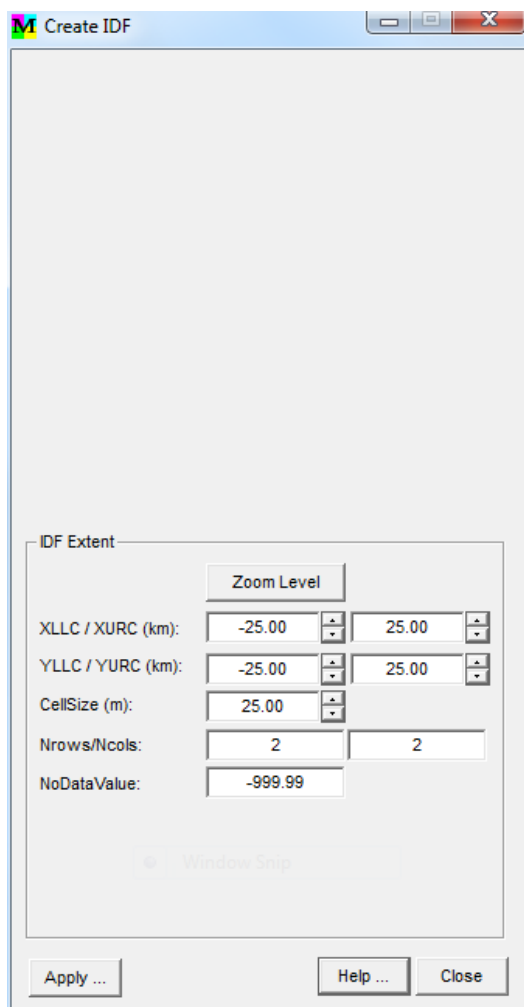 M Create IDF
IDF Extent
Zoom Level
XLLC / XURC (km): -25.00 25.00
YLLC / YURC (km): -25.00 25.00
CellSize (m): 25.00
Nrows/Ncols: 2 2
NoDataValue: -999.99
Window Snip
Apply ... Help ... Close